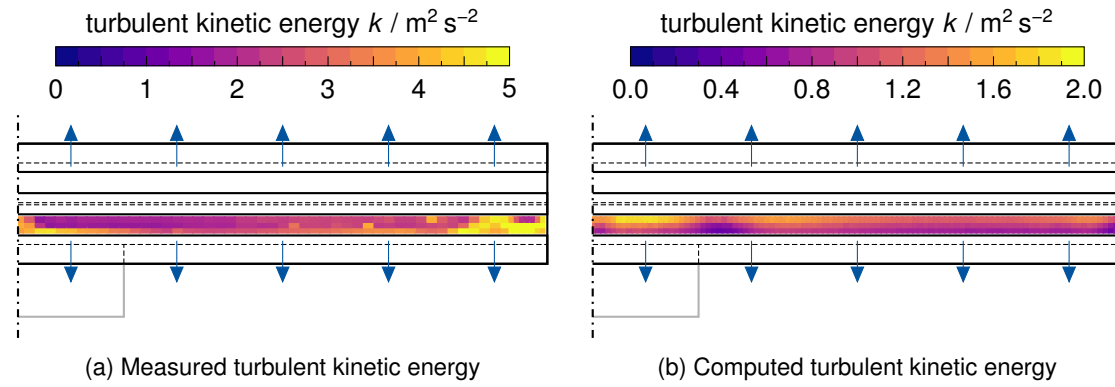 turbulent kinetic energy k / m² s⁻²
0 1 2 3 4 5
(a) Measured turbulent kinetic energy
turbulent kinetic energy k / m² s⁻²
0.0 0.4 0.8 1.2 1.6 2.0
(b) Computed turbulent kinetic energy